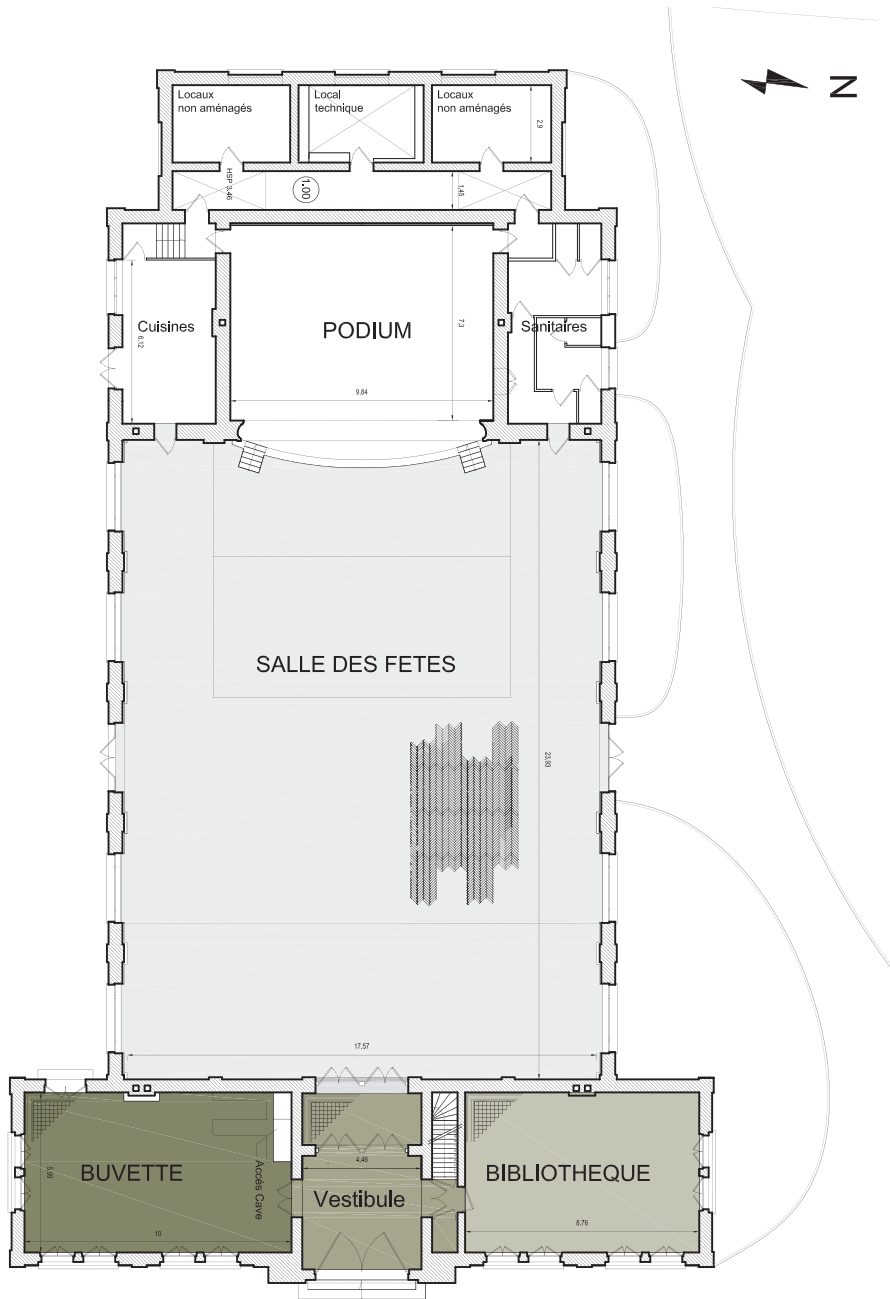 Locaux
non aménagés
Local
technique
Locaux
non aménagés
N
2,9
HSP 3,46
1.00
1,45
Cuisines
6,12
PODIUM
7,3
9,84
Sanitaires
SALLE DES FETES
23,93
17,57
BUVETTE
5,96
10
Accès Cave
4,46
Vestibule
BIBLIOTHEQUE
8,76